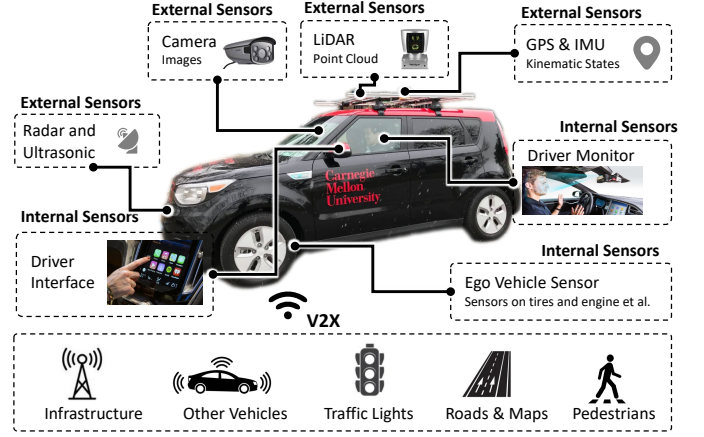 External Sensors
Camera
Images
External Sensors
LiDAR
Point Cloud
External Sensors
GPS & IMU
Kinematic States
External Sensors
Radar and
Ultrasonic
Internal Sensors
Driver Monitor
Carnegie
Mellon
University
Internal Sensors
Driver
Interface
Internal Sensors
Ego Vehicle Sensor
Sensors on tires and engine et al.
V2X
Infrastructure
Other Vehicles
Traffic Lights
Roads & Maps
Pedestrians